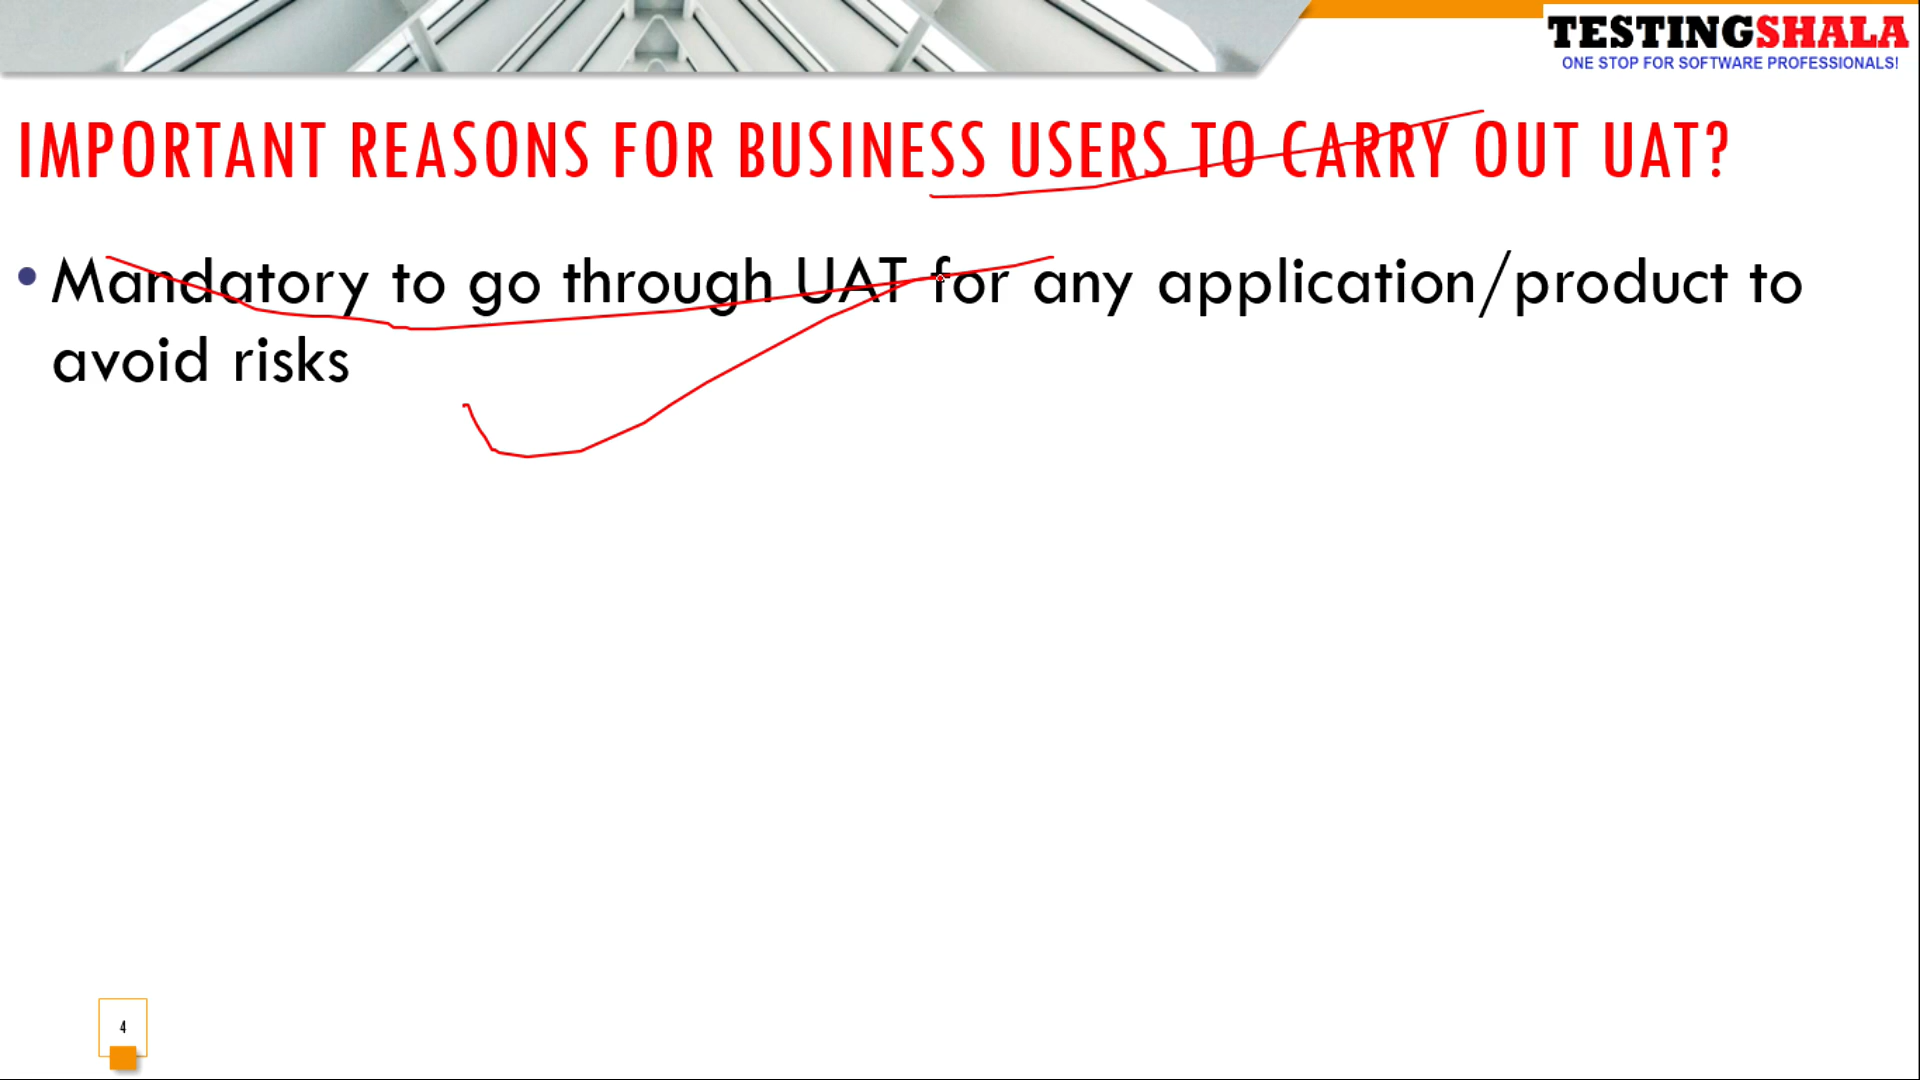 TESTINGSHALA
ONE STOP FOR SOFTWARE PROFESSIONALS!
IMPORTANT REASONS FOR BUSINESS USERS TO CARRY OUT UAT?
• Mandatory to go through UAT for any application/product to
avoid risks
4